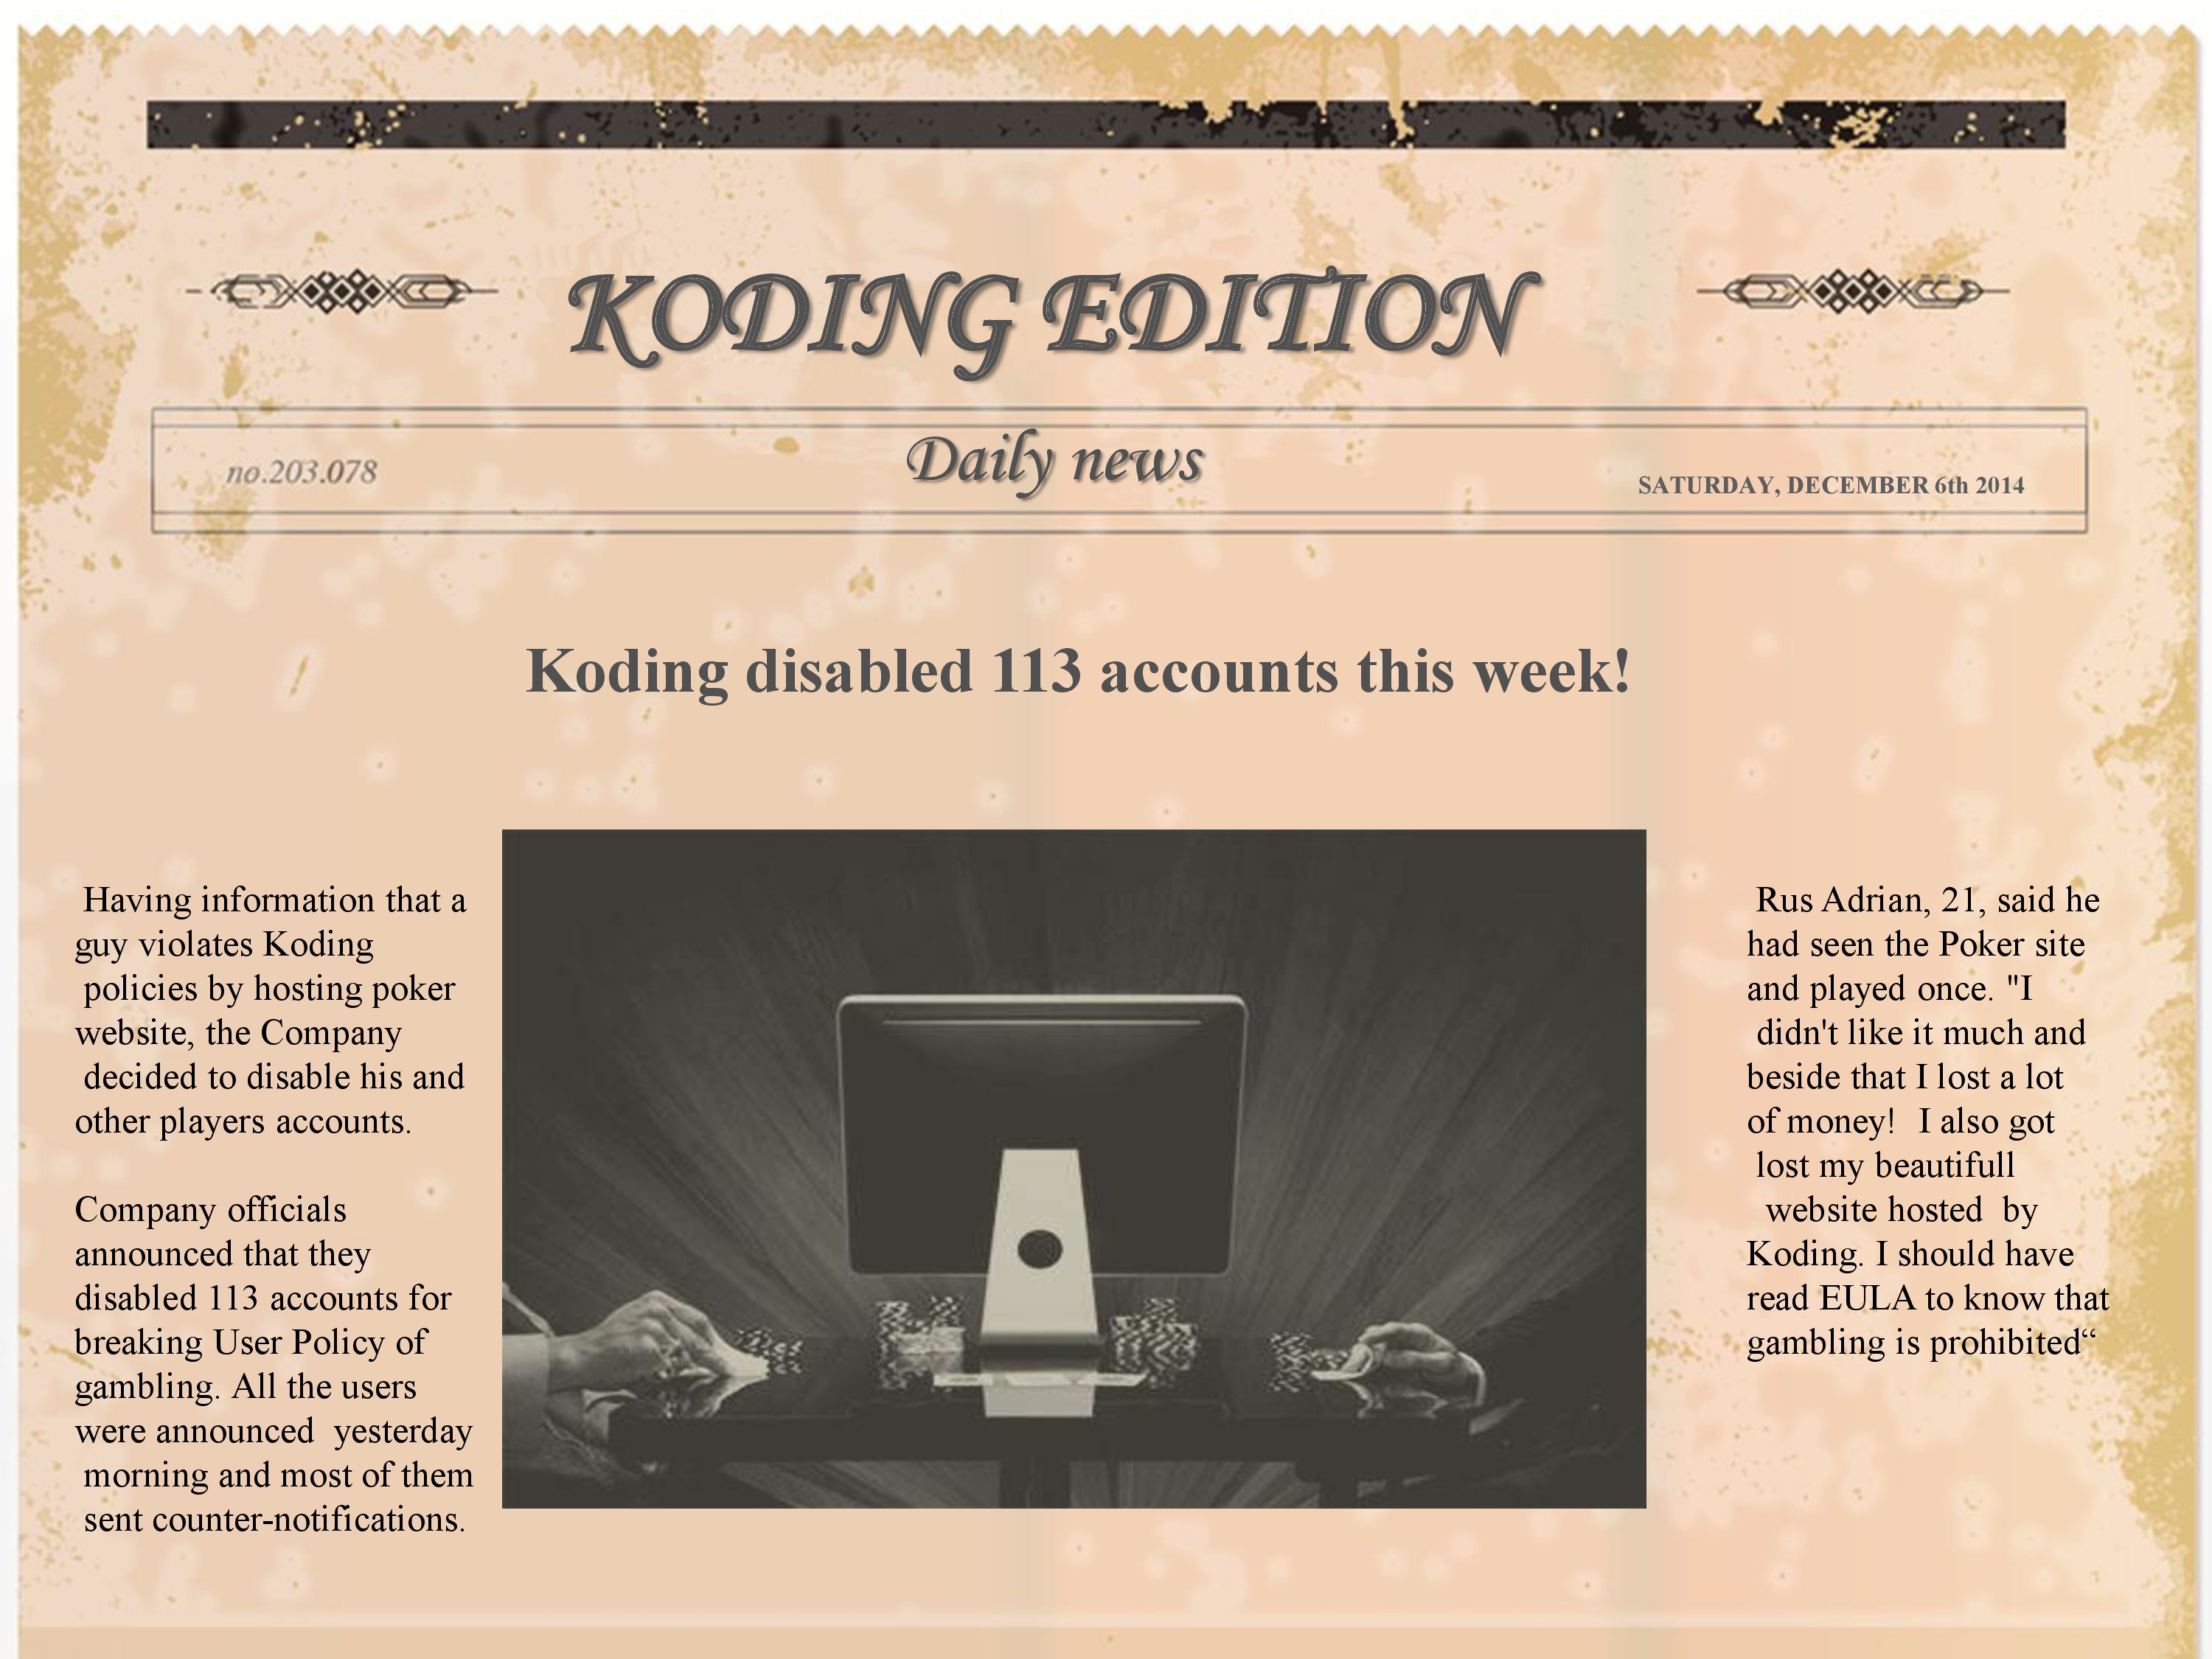 KODING EDITION
no.203.078
Daily news
SATURDAY, DECEMBER 6th 2014
Koding disabled 113 accounts this week!
Having information that a
guy violates Koding
policies by hosting poker
website, the Company
decided to disable his and
other players accounts.
Company officials
announced that they
disabled 113 accounts for
breaking User Policy of
gambling. All the users
were announced  yesterday
morning and most of them
sent counter-notifications.
Rus Adrian, 21, said he
had seen the Poker site
and played once. "I
didn't like it much and
beside that I lost a lot
of money!  I also got
lost my beautifull
website hosted  by
Koding. I should have
read EULA to know that
gambling is prohibited“